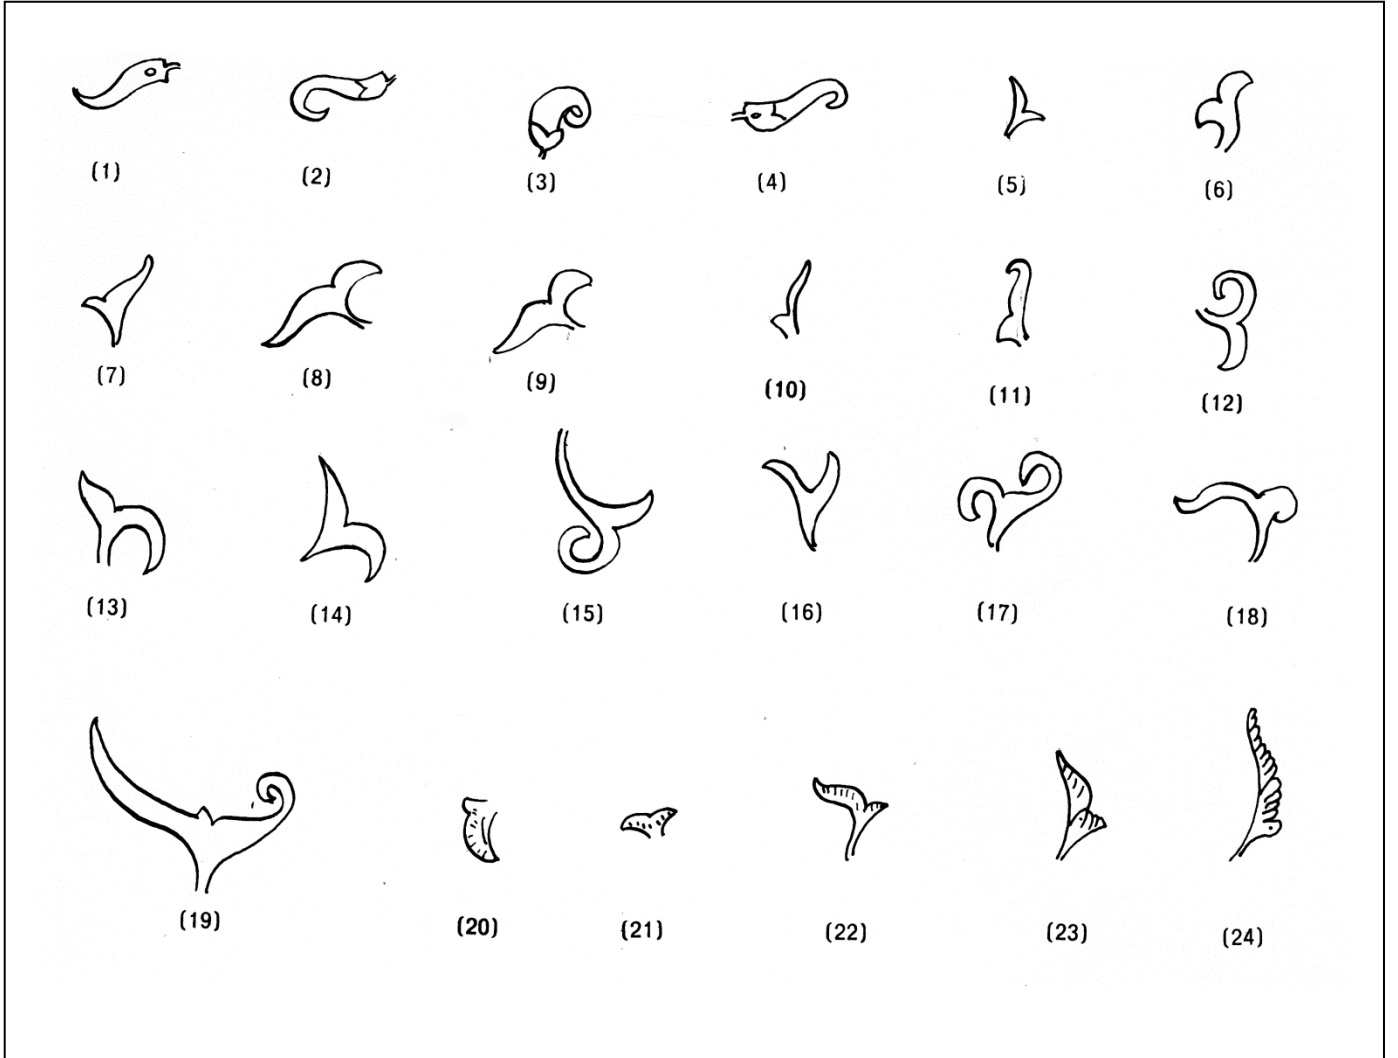 (1) (2) (3) (4) (5) (6)
(7) (8) (9) (10) (11) (12)
(13) (14) (15) (16) (17) (18)
(19) (20) (21) (22) (23) (24)